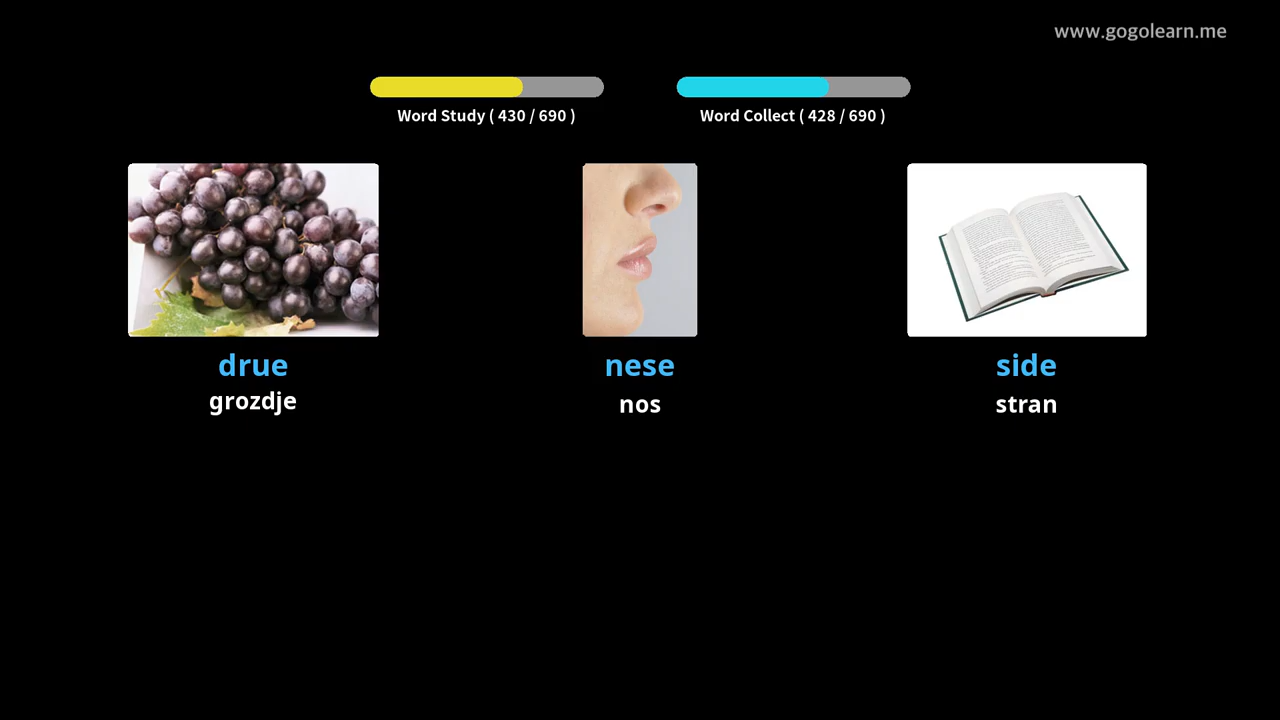 www.gogolearn.me
Word Study ( 430 / 690 )
Word Collect ( 428 / 690 )
drue
grozdje
nese
nos
side
stran